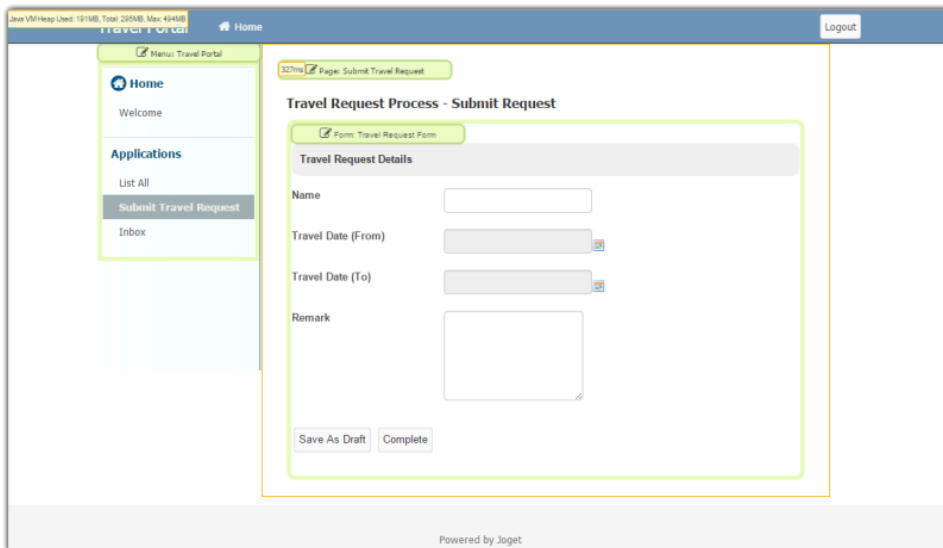 Java VM Heap Used: 191MB, Total: 295MB, Max: 494MB
Travel Portal
Home
Logout
Menu: Travel Portal
Home
Welcome
Applications
List All
Submit Travel Request
Inbox
327ms Page: Submit Travel Request
Travel Request Process - Submit Request
Form: Travel Request Form
Travel Request Details
Name
Travel Date (From)
Travel Date (To)
Remark
Save As Draft
Complete
Powered by Joget